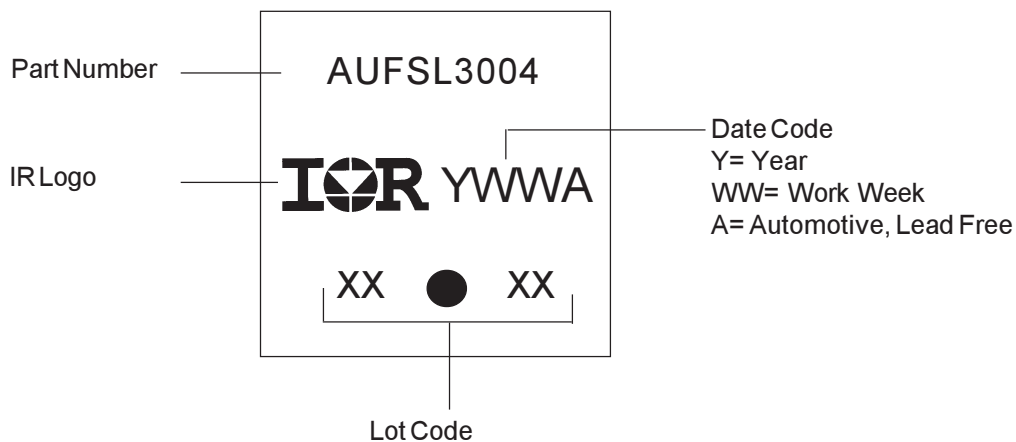 Part Number
AUFSL3004
IR Logo
IOR YWWA
Date Code
Y= Year
WW= Work Week
A= Automotive, Lead Free
XX XX
Lot Code